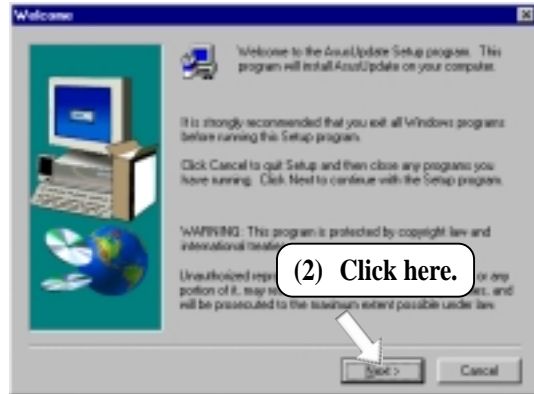 Welcome
Welcome to the AsusUpdate Setup program. This
program will install AsusUpdate on your computer.
It is strongly recommended that you exit all Windows programs
before running this Setup program.
Click Cancel to quit Setup and then close any programs you
have running. Click Next to continue with the Setup program.
WARNING: This program is protected by copyright law and
international treaties
Unauthorized or any
portion of it, may and
will be prosecuted to the maximum extent possible under law.
(2) Click here.
Next >
Cancel